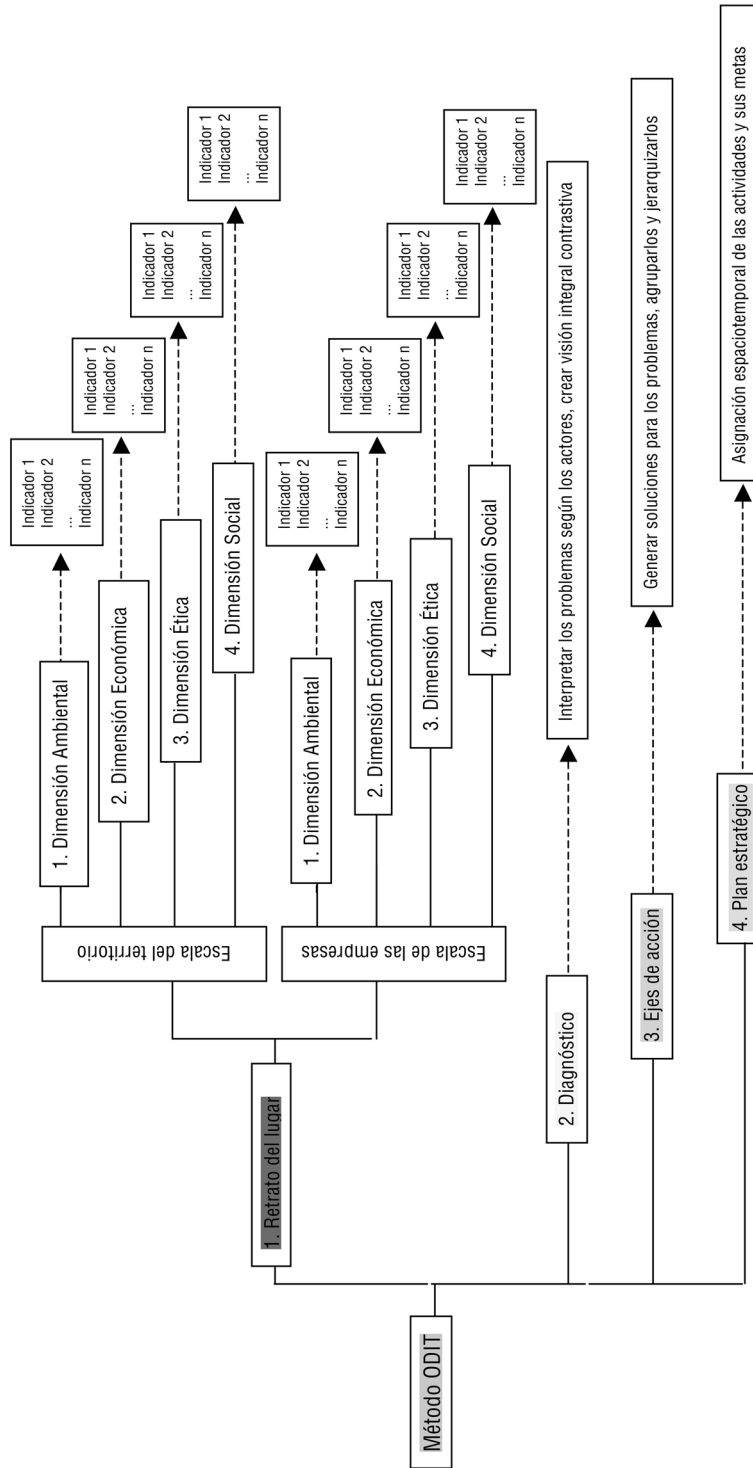 Método ODIT
1. Retrato del lugar
Escala del territorio
1. Dimensión Ambiental
Indicador 1
Indicador 2
...
Indicador n
2. Dimensión Económica
Indicador 1
Indicador 2
...
Indicador n
3. Dimensión Ética
Indicador 1
Indicador 2
...
Indicador n
4. Dimensión Social
Indicador 1
Indicador 2
...
Indicador n
Escala de las empresas
1. Dimensión Ambiental
Indicador 1
Indicador 2
...
Indicador n
2. Dimensión Económica
Indicador 1
Indicador 2
...
Indicador n
3. Dimensión Ética
Indicador 1
Indicador 2
...
Indicador n
4. Dimensión Social
Indicador 1
Indicador 2
...
Indicador n
2. Diagnóstico
Interpretar los problemas según los actores, crear visión integral contrastiva
3. Ejes de acción
Generar soluciones para los problemas, agruparlos y jerarquizarlos
4. Plan estratégico
Asignación espaciotemporal de las actividades y sus metas